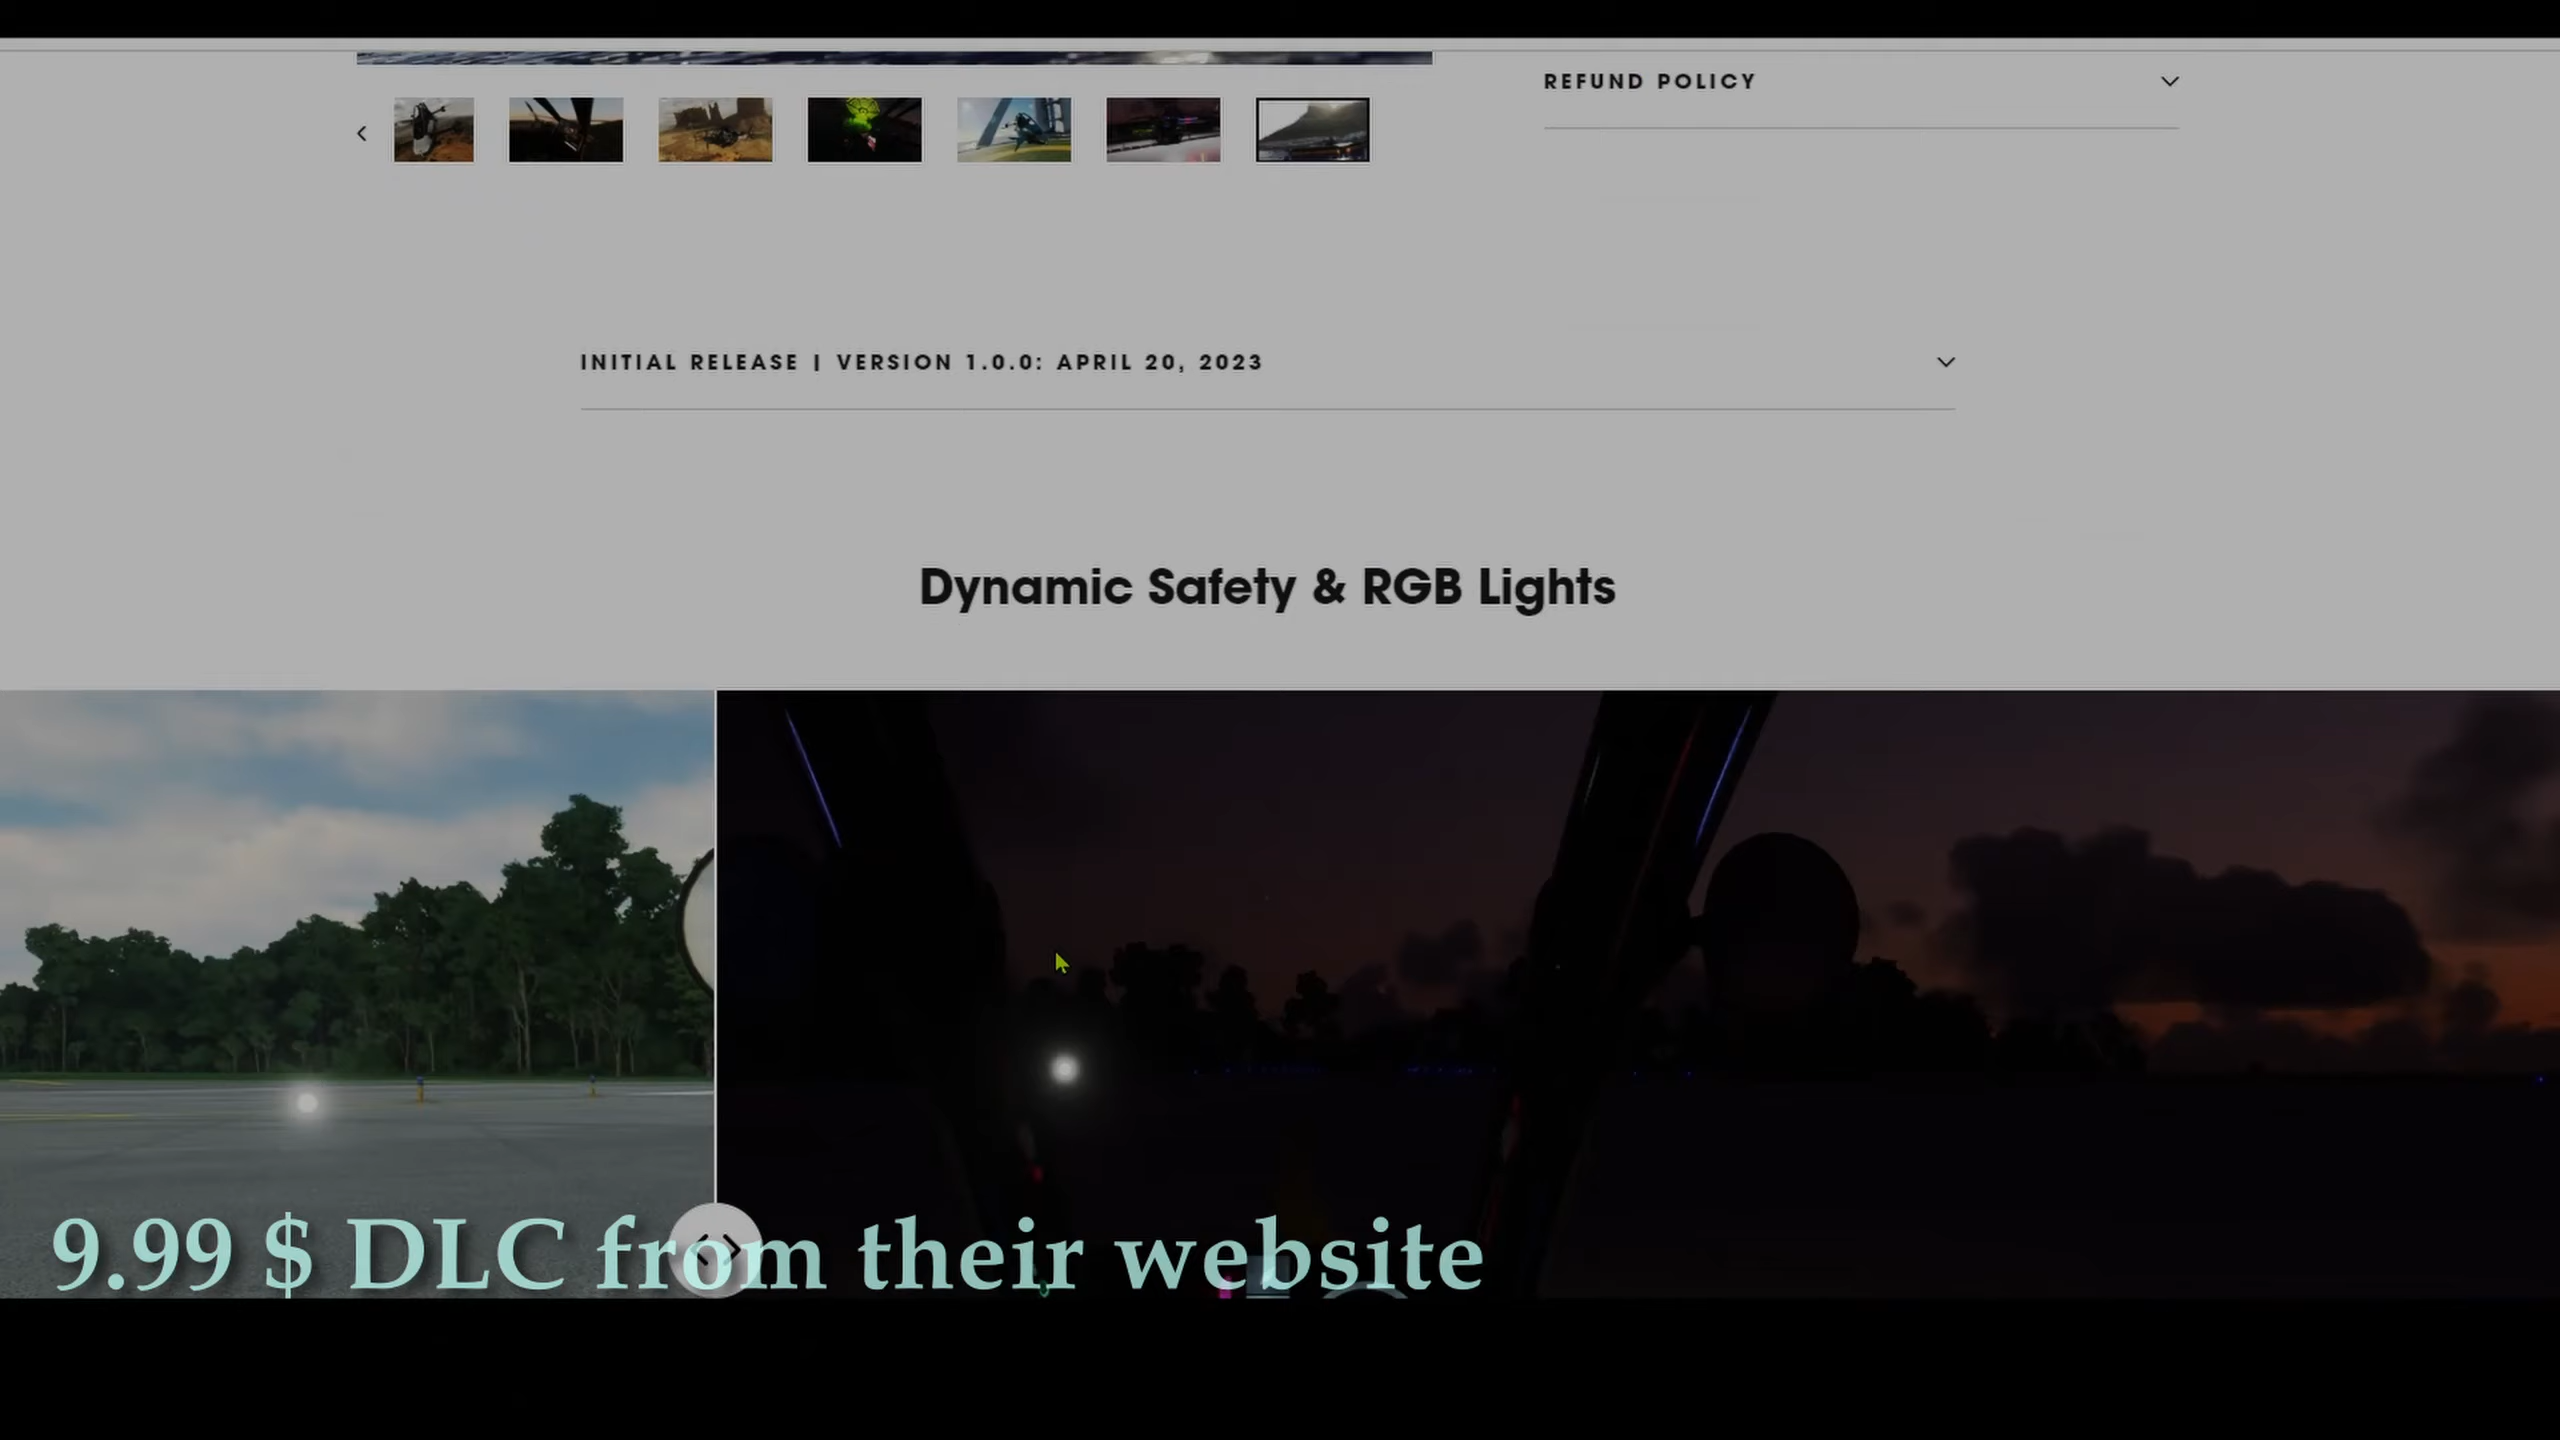 REFUND POLICY
INITIAL RELEASE | VERSION 1.0.0: APRIL 20, 2023
Dynamic Safety & RGB Lights
9.99 $ DLC from their website